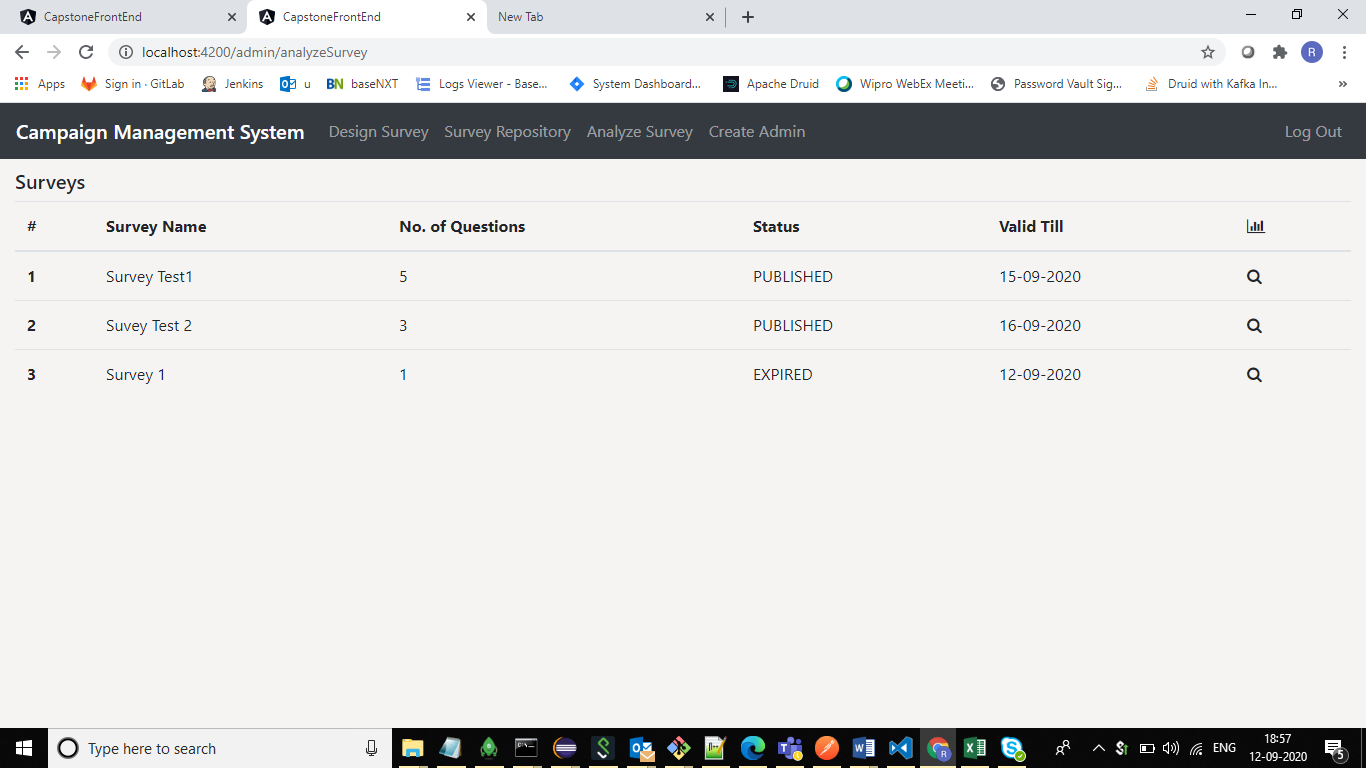 CapstoneFrontEnd CapstoneFrontEnd New Tab
localhost:4200/admin/analyzeSurvey R
Apps Sign in · GitLab Jenkins u BN baseNXT Logs Viewer - Base... System Dashboard... Apache Druid Wipro WebEx Meeti... Password Vault Sig... Druid with Kafka In... »
Campaign Management System Design Survey Survey Repository Analyze Survey Create Admin Log Out
Surveys
# Survey Name No. of Questions Status Valid Till
1 Survey Test1 5 PUBLISHED 15-09-2020
2 Suvey Test 2 3 PUBLISHED 16-09-2020
3 Survey 1 1 EXPIRED 12-09-2020
Type here to search ENG 18:57
12-09-2020 5